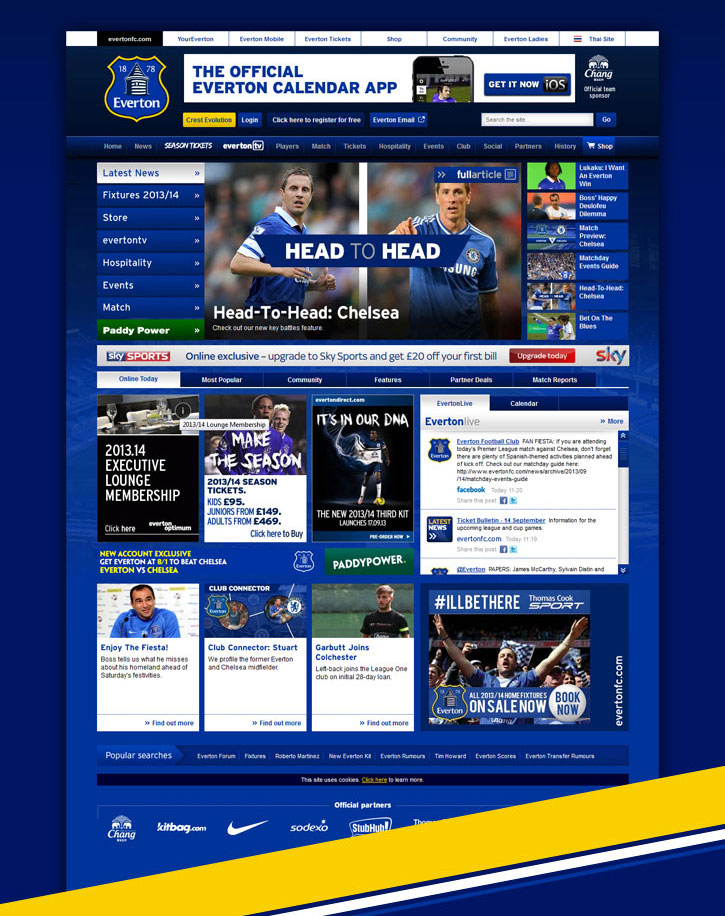 evertonfc.com
YourEverton
Everton Mobile
Everton Tickets
Shop
Community
Everton Ladies
Thai Site
1878
Everton
THE OFFICIAL
EVERTON CALENDAR APP
GET IT NOW iOS
Chang
Official team
sponsor
Crest Evolution
Login
Click here to register for free
Everton Email
Search the site...
Go
Home
News
SEASON TICKETS
evertontv
Players
Match
Tickets
Hospitality
Events
Club
Social
Partners
History
Shop
Latest News »
Fixtures 2013/14 »
Store »
evertontv »
Hospitality »
Events »
Match »
Paddy Power »
» fullarticle
HEAD TO HEAD
SAMSUNG
Head-To-Head: Chelsea
Check out our new key battles feature.
Lukaku: I Want
An Everton
Win
Boss' Happy
Deulofeu
Dilemma
Match
Preview:
Chelsea
Matchday
Events Guide
Head-To-Head:
Chelsea
Bet On The
Blues
sky SPORTS
Online exclusive – upgrade to Sky Sports and get £20 off your first bill
Upgrade today
sky
Online Today
Most Popular
Community
Features
Partner Deals
Match Reports
2013/14 Lounge Membership
2013.14
EXECUTIVE
LOUNGE
MEMBERSHIP
Click here
everton
optimum
MAKE
THE SEASON
2013/14 SEASON
TICKETS.
KIDS £95.
JUNIORS FROM £149.
ADULTS FROM £469.
Click here to Buy
evertondirect.com
IT'S IN OUR DNA
THE NEW 2013/14 THIRD KIT
LAUNCHES 17.09.13
PRE-ORDER NOW
EvertonLive
Calendar
Evertonlive
» More
Everton Football Club FAN FIESTA: If you are attending
today's Premier League match against Chelsea, don't forget
there are plenty of Spanish-themed activities planned ahead
of kick off. Check out our matchday guide here:
http://www.evertonfc.com/news/archive/2013/09
/14/matchday-events-guide
facebook Today 11:20
Share this post:
LATEST
NEWS
Ticket Bulletin - 14 September Information for the
upcoming league and cup games.
evertonfc.com Today 11:19
Share this post:
@Everton PAPERS: James McCarthy, Sylvain Distin and
NEW ACCOUNT EXCLUSIVE
GET EVERTON AT 8/1 TO BEAT CHELSEA
EVERTON VS CHELSEA
PADDYPOWER.
Enjoy The Fiesta!
Boss tells us what he misses
about his homeland ahead of
Saturday's festivities.
» Find out more
CLUB CONNECTOR
Club Connector: Stuart
We profile the former Everton
and Chelsea midfielder.
» Find out more
Garbutt Joins
Colchester
Left-back joins the League One
club on initial 28-day loan.
» Find out more
#ILLBETHERE
Thomas Cook
SPORT
Everton
ALL 2013/14 HOME FIXTURES
ON SALE NOW
BOOK
NOW
evertonfc.com
Popular searches
Everton Forum
Fixtures
Roberto Martinez
New Everton Kit
Everton Rumours
Tim Howard
Everton Scores
Everton Transfer Rumours
This site uses cookies. Click here to learn more.
Official partners
Chang
kitbag.com
sodexo
StubHub!